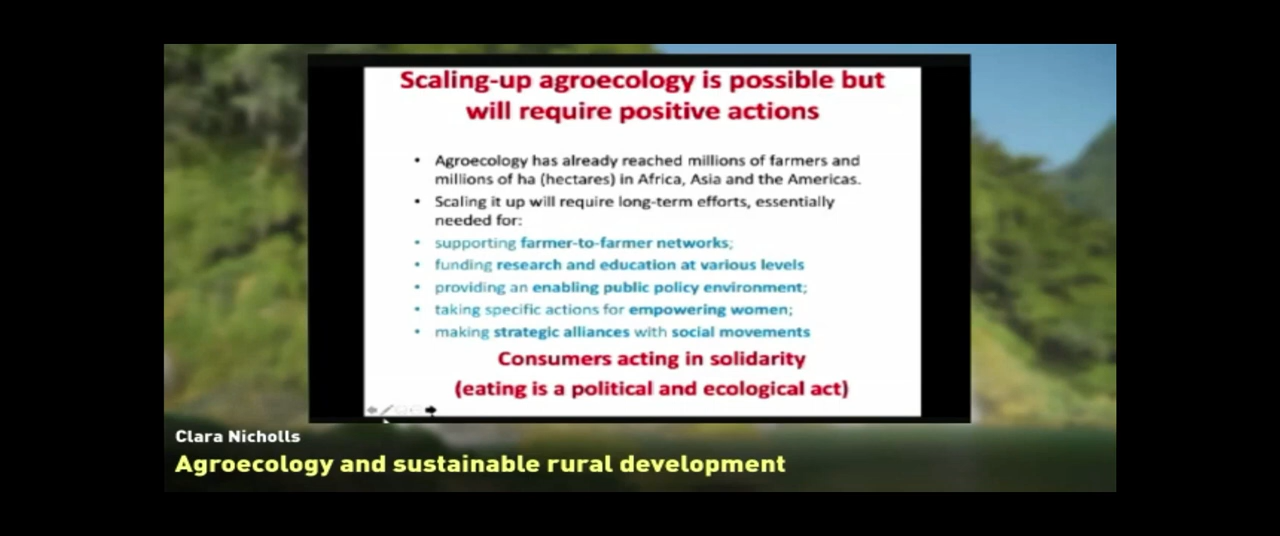 Scaling-up agroecology is possible but
will require positive actions
• Agroecology has already reached millions of farmers and
millions of ha (hectares) in Africa, Asia and the Americas.
• Scaling it up will require long-term efforts, essentially
needed for:
• supporting farmer-to-farmer networks;
• funding research and education at various levels
• providing an enabling public policy environment;
• taking specific actions for empowering women;
• making strategic alliances with social movements
Consumers acting in solidarity
(eating is a political and ecological act)
Clara Nicholls
Agroecology and sustainable rural development